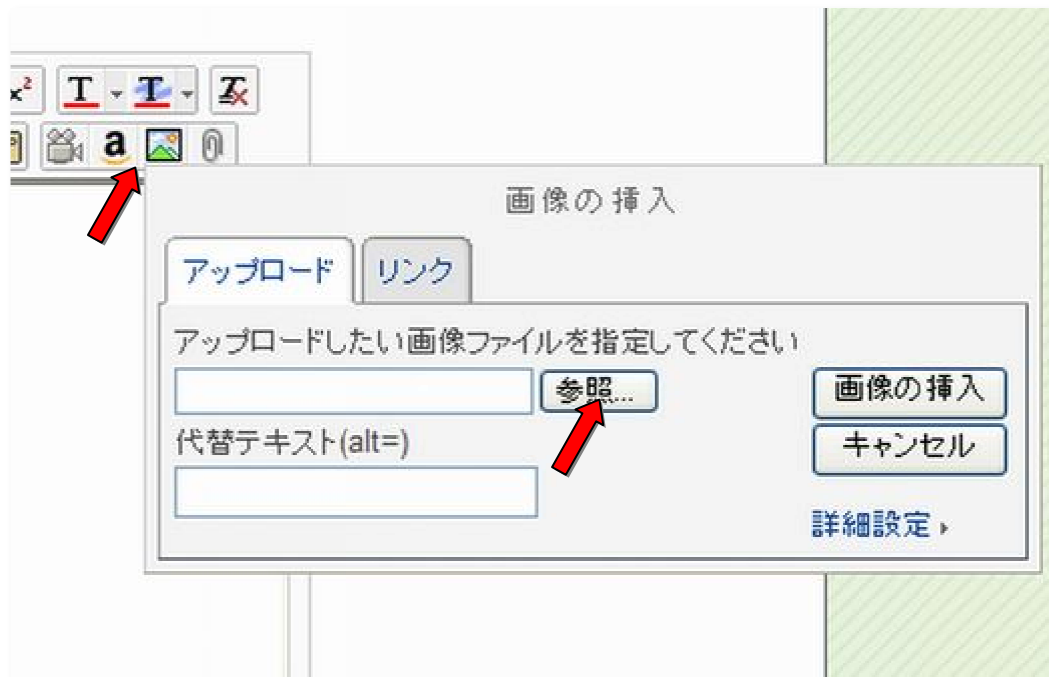 x²
T T T
a
画像の挿入
アップロード リンク
アップロードしたい画像ファイルを指定してください
参照... 画像の挿入
代替テキスト(alt=) キャンセル
詳細設定